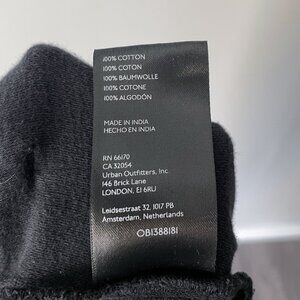 100% COTTON
100% COTON
100% BAUMWOLLE
100% COTONE
100% ALGODÓN
MADE IN INDIA
HECHO EN INDIA
RN 66170
CA 32054
Urban Outfitters, Inc.
146 Brick Lane
LONDON, E1 6RU
Leidsestraat 32, 1017 PB
Amsterdam, Netherlands
OB1388181